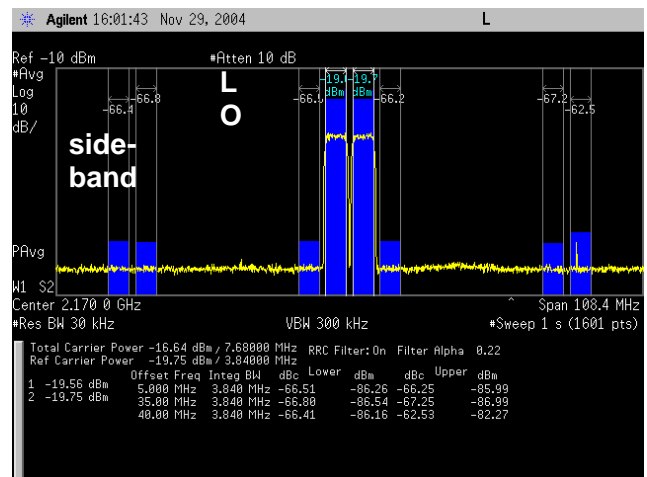 Agilent 16:01:43 Nov 29, 2004 L
Ref -10 dBm #Atten 10 dB
#Avg
Log
10
dB/
-66.4
-66.8
L
O
-66.5
-19.6 dBm
-19.7 dBm
-66.2
-67.2
-62.5
side-
band
PAvg
W1 S2
Center 2.170 0 GHz ^ Span 108.4 MHz
#Res BW 30 kHz VBW 300 kHz #Sweep 1 s (1601 pts)
Total Carrier Power -16.64 dBm / 7.68000 MHz RRC Filter: On Filter Alpha 0.22
Ref Carrier Power -19.75 dBm / 3.84000 MHz
Offset Freq Integ BW dBc Lower dBm dBc Upper dBm
1 -19.56 dBm
2 -19.75 dBm
5.000 MHz 3.840 MHz -66.51 -86.26 -66.25 -85.99
35.00 MHz 3.840 MHz -66.80 -86.54 -67.25 -86.99
40.00 MHz 3.840 MHz -66.41 -86.16 -62.53 -82.27